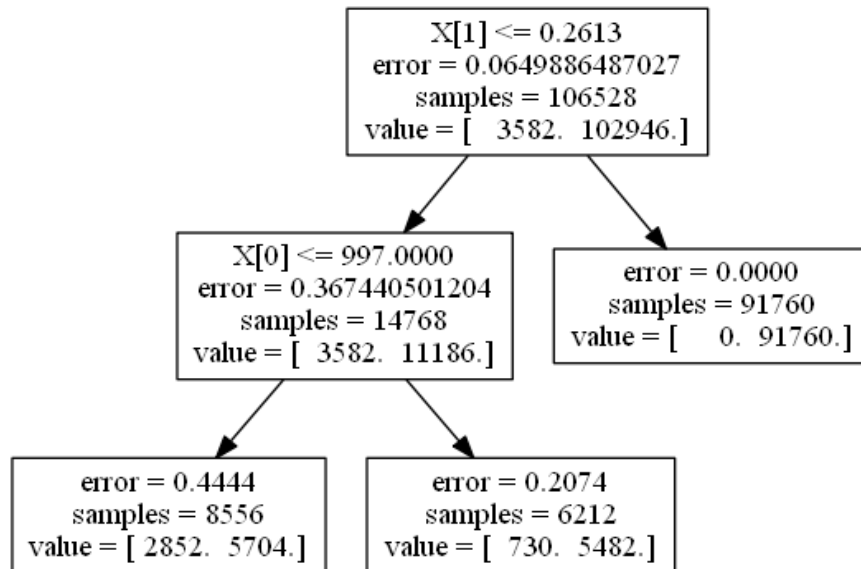 X[1] <= 0.2613
error = 0.0649886487027
samples = 106528
value = [   3582.  102946.]
X[0] <= 997.0000
error = 0.367440501204
samples = 14768
value = [  3582.  11186.]
error = 0.0000
samples = 91760
value = [     0.  91760.]
error = 0.4444
samples = 8556
value = [ 2852.  5704.]
error = 0.2074
samples = 6212
value = [  730.  5482.]